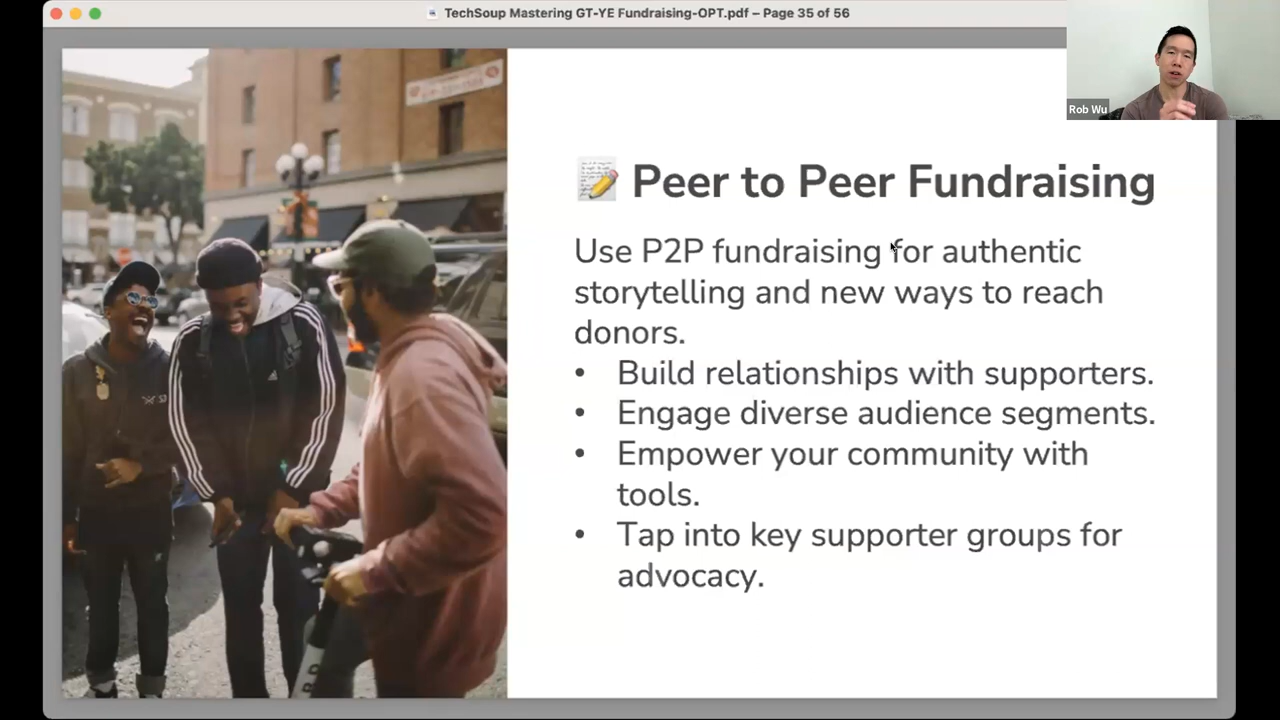 TechSoup Mastering GT-YE Fundraising-OPT.pdf – Page 35 of 56
Rob Wu
Peer to Peer Fundraising
Use P2P fundraising for authentic
storytelling and new ways to reach
donors.
• Build relationships with supporters.
• Engage diverse audience segments.
• Empower your community with
tools.
• Tap into key supporter groups for
advocacy.